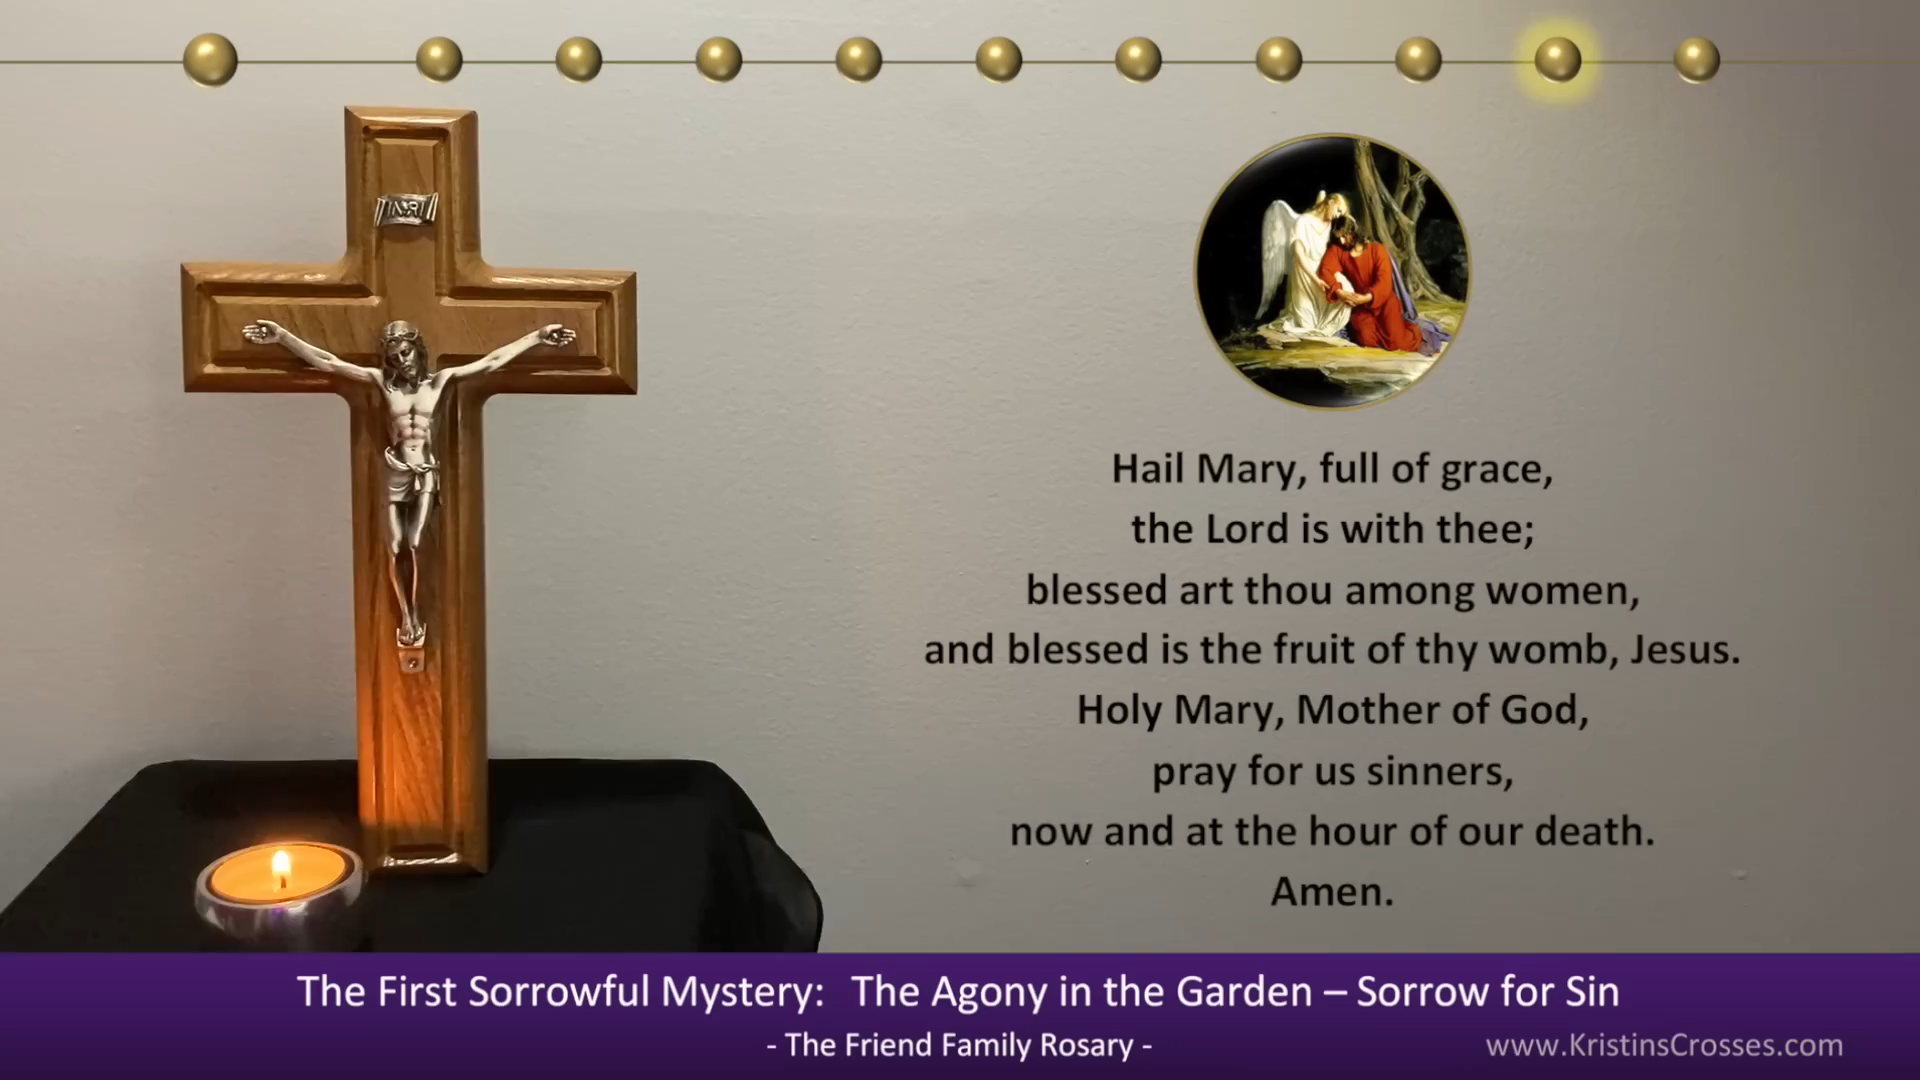 INRI
Hail Mary, full of grace,
the Lord is with thee;
blessed art thou among women,
and blessed is the fruit of thy womb, Jesus.
Holy Mary, Mother of God,
pray for us sinners,
now and at the hour of our death.
Amen.
The First Sorrowful Mystery: The Agony in the Garden – Sorrow for Sin
- The Friend Family Rosary -
www.KristinsCrosses.com